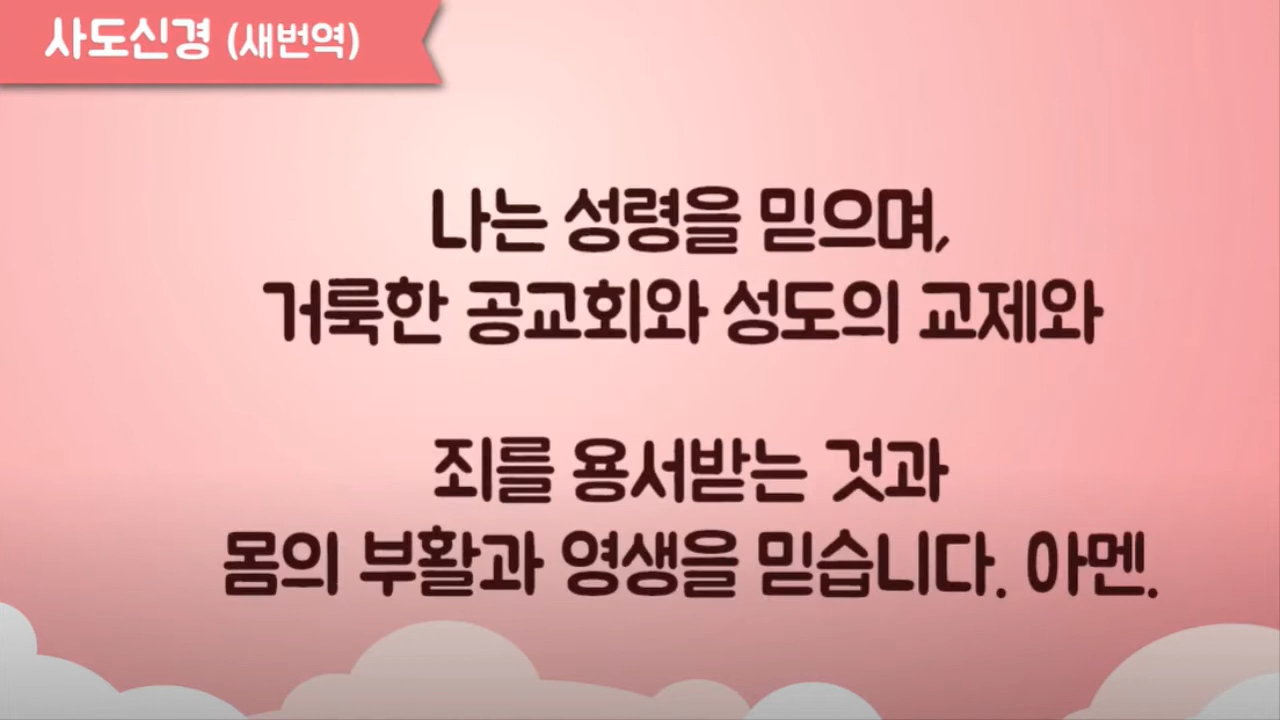 사도신경 (새번역)
나는 성령을 믿으며,
거룩한 공교회와 성도의 교제와
죄를 용서받는 것과
몸의 부활과 영생을 믿습니다. 아멘.